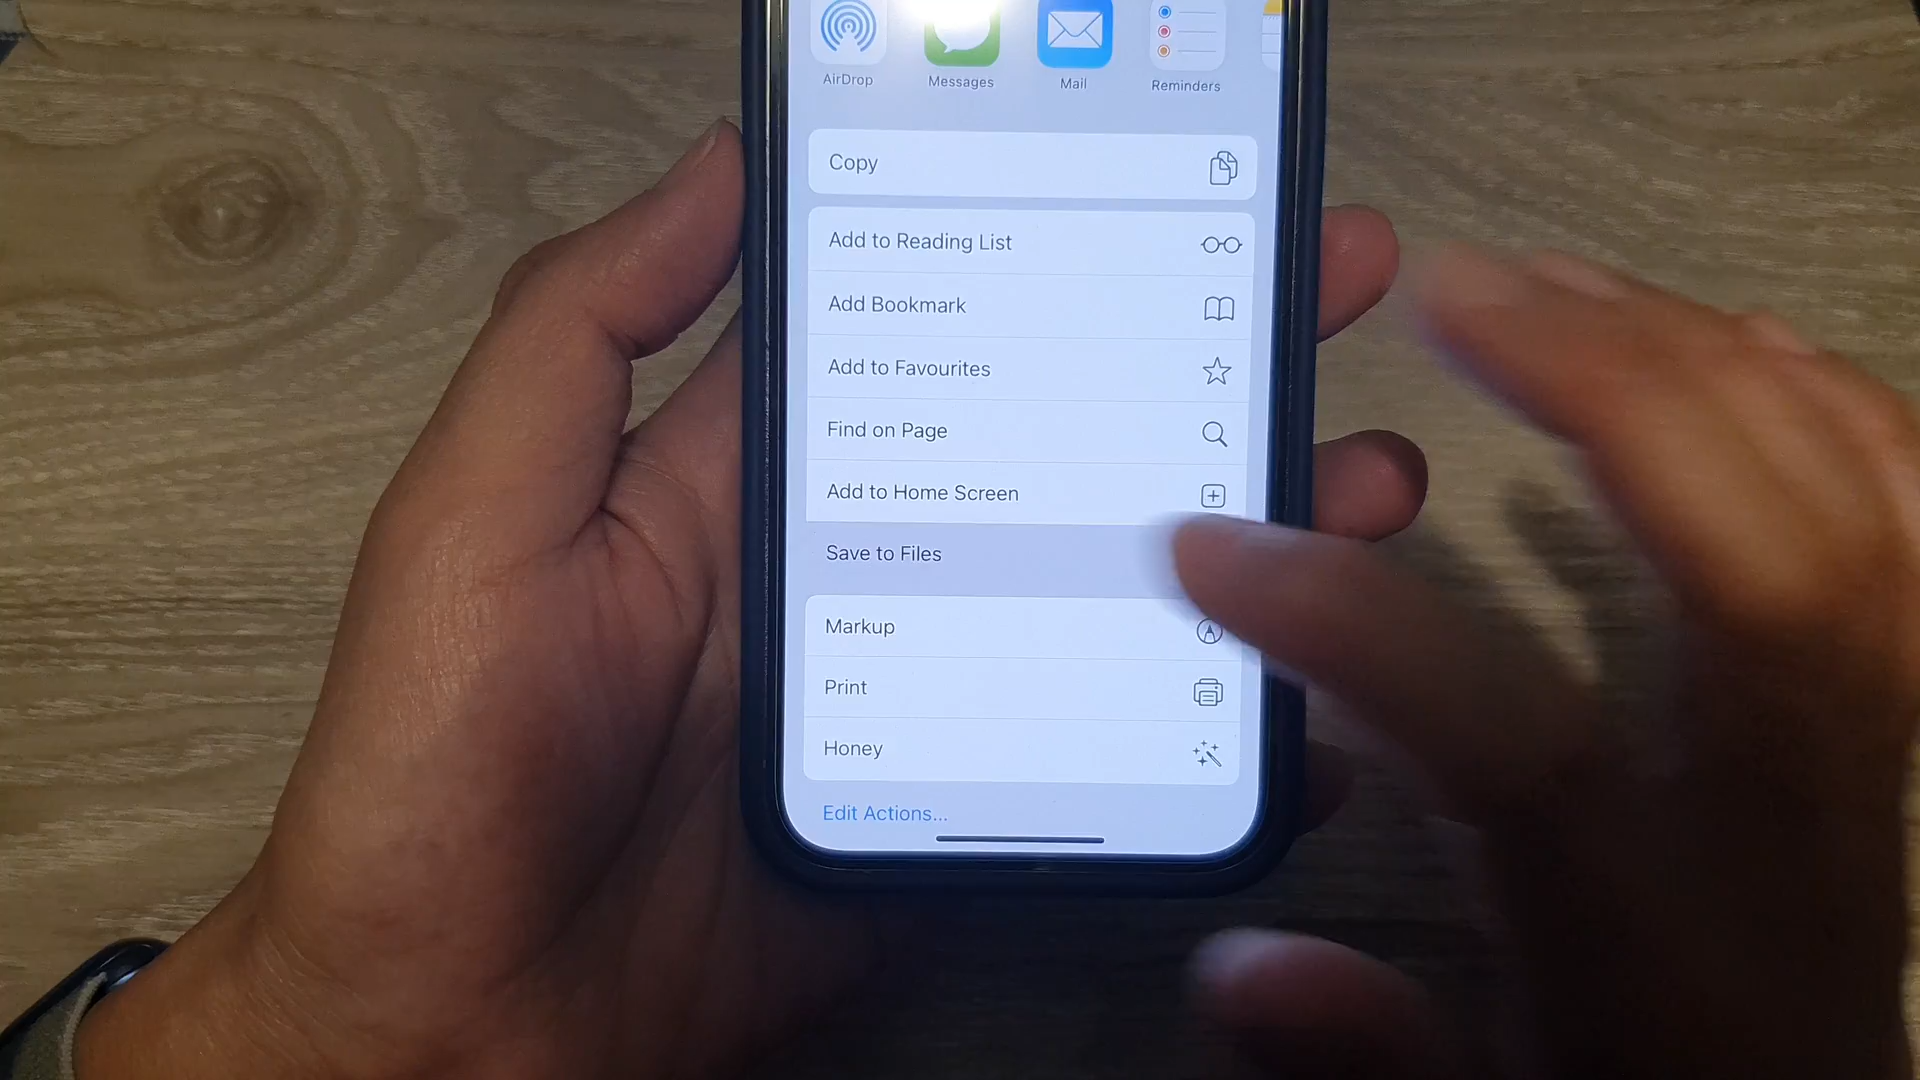 AirDrop
Messages
Mail
Reminders
Copy
Add to Reading List
Add Bookmark
Add to Favourites
Find on Page
Add to Home Screen
Save to Files
Markup
Print
Honey
Edit Actions...